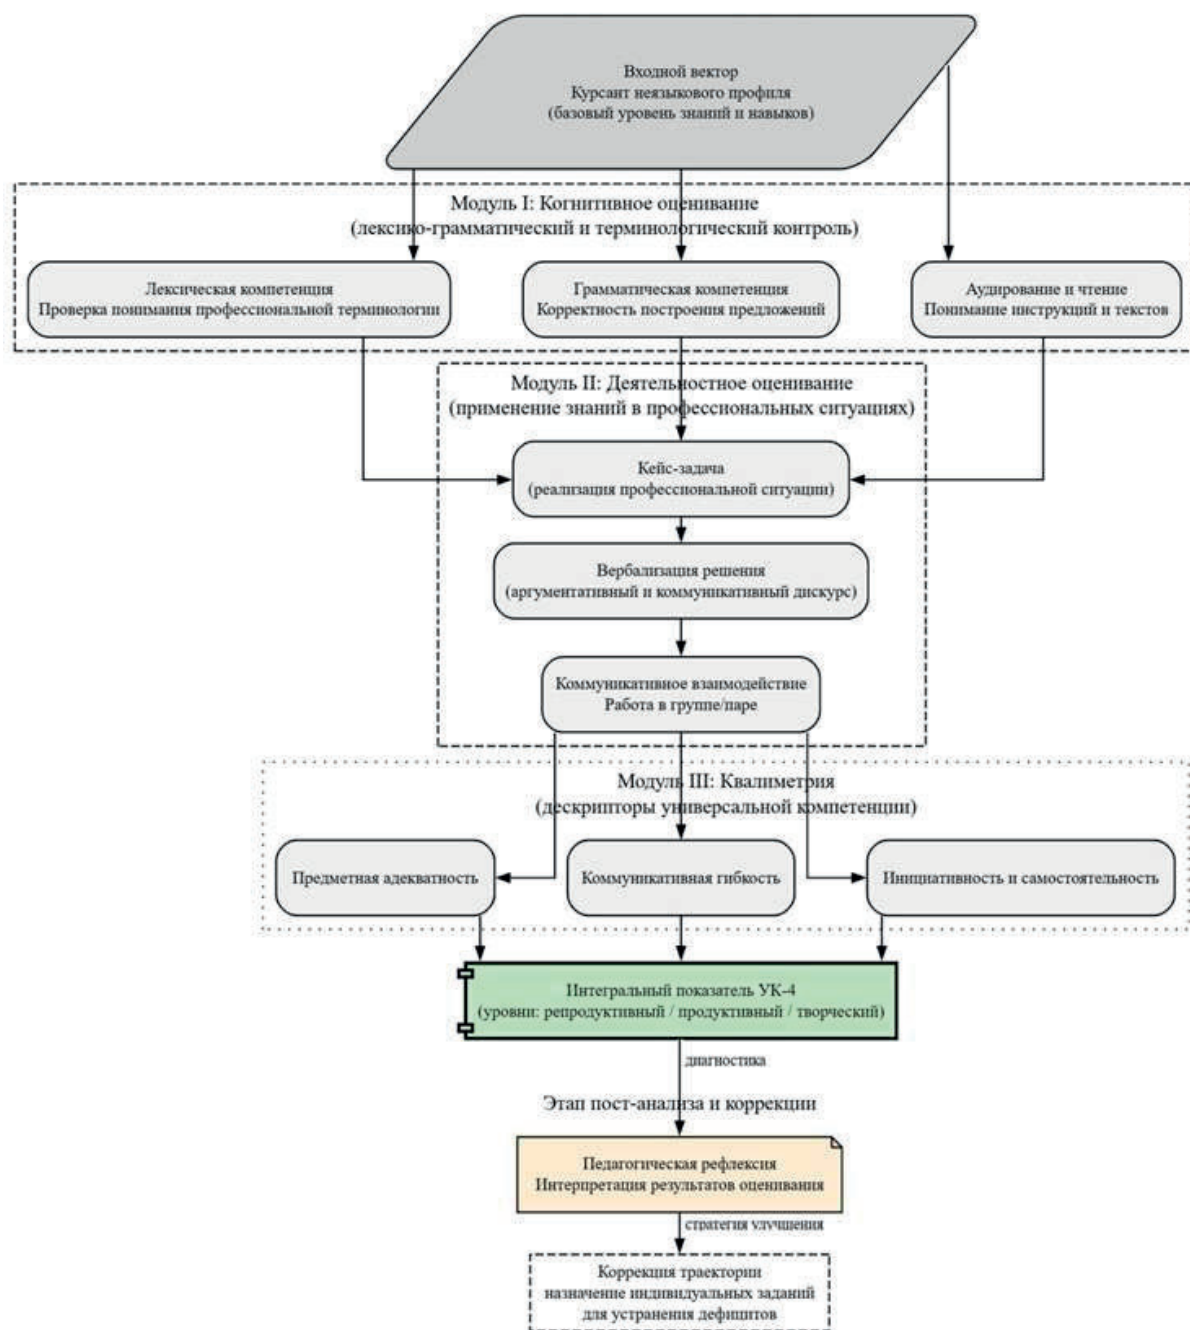 Входной вектор
Курсант неязыкового профиля
(базовый уровень знаний и навыков)
Модуль I: Когнитивное оценивание
(лексико-грамматический и терминологический контроль)
Лексическая компетенция
Проверка понимания профессиональной терминологии
Грамматическая компетенция
Корректность построения предложений
Аудирование и чтение
Понимание инструкций и текстов
Модуль II: Деятельностное оценивание
(применение знаний в профессиональных ситуациях)
Кейс-задача
(реализация профессиональной ситуации)
Вербализация решения
(аргументативный и коммуникативный дискурс)
Коммуникативное взаимодействие
Работа в группе/паре
Модуль III: Квалиметрия
(дескрипторы универсальной компетенции)
Предметная адекватность
Коммуникативная гибкость
Инициативность и самостоятельность
Интегральный показатель УК-4
(уровни: репродуктивный / продуктивный / творческий)
диагностика
Этап пост-анализа и коррекции
Педагогическая рефлексия
Интерпретация результатов оценивания
стратегия улучшения
Коррекция траектории
назначение индивидуальных заданий
для устранения дефицитов